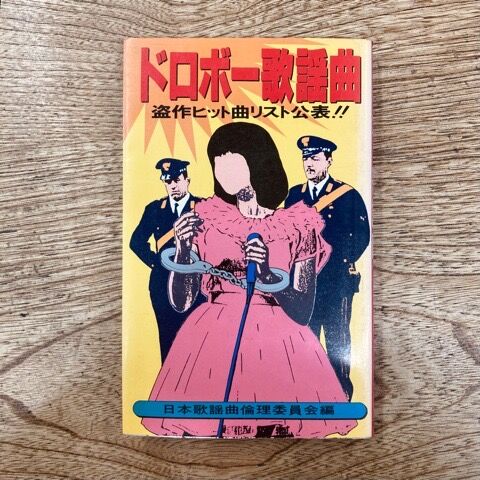 ドロボー歌謡曲
盗作ヒット曲リスト公表!!
日本歌謡曲倫理委員会編